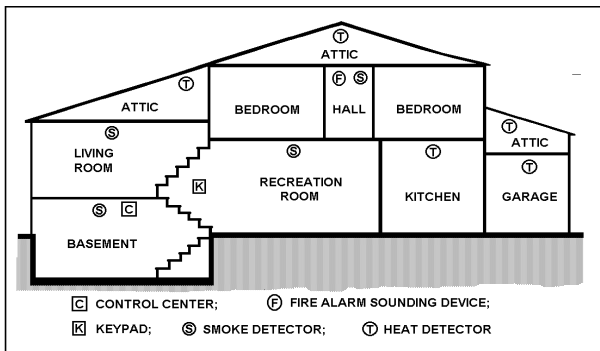 T
ATTIC
T
ATTIC
F S
BEDROOM HALL BEDROOM
T
ATTIC
S
LIVING
ROOM
S
T
T
K
RECREATION
ROOM
KITCHEN
GARAGE
S C
BASEMENT
C CONTROL CENTER; F FIRE ALARM SOUNDING DEVICE;
K KEYPAD; S SMOKE DETECTOR; T HEAT DETECTOR